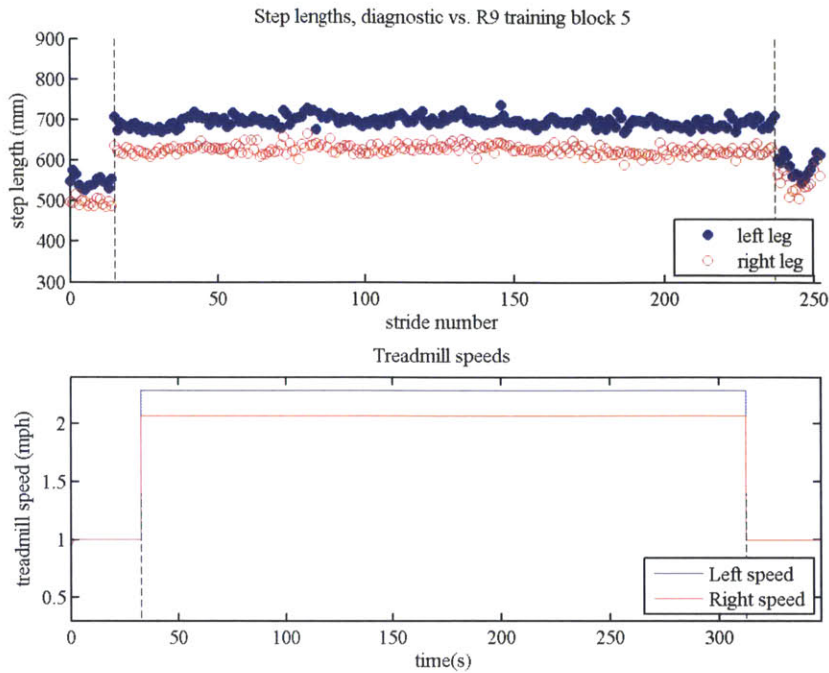 Step lengths, diagnostic vs. R9 training block 5
900
800
700
600
500
400
300
step length (mm)
left leg
right leg
0
50
100
150
200
250
stride number
Treadmill speeds
2
1.5
1
0.5
treadmill speed (mph)
Left speed
Right speed
0
50
100
150
200
250
300
time(s)